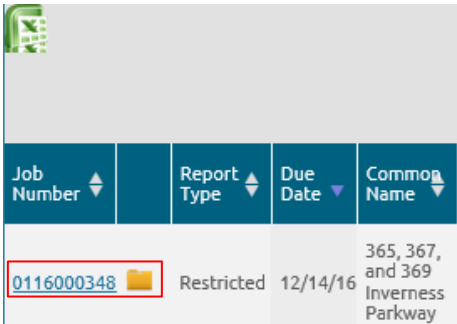 Job Number
Report Type
Due Date
Common Name
0116000348
Restricted
12/14/16
365, 367,
and 369
Inverness
Parkway